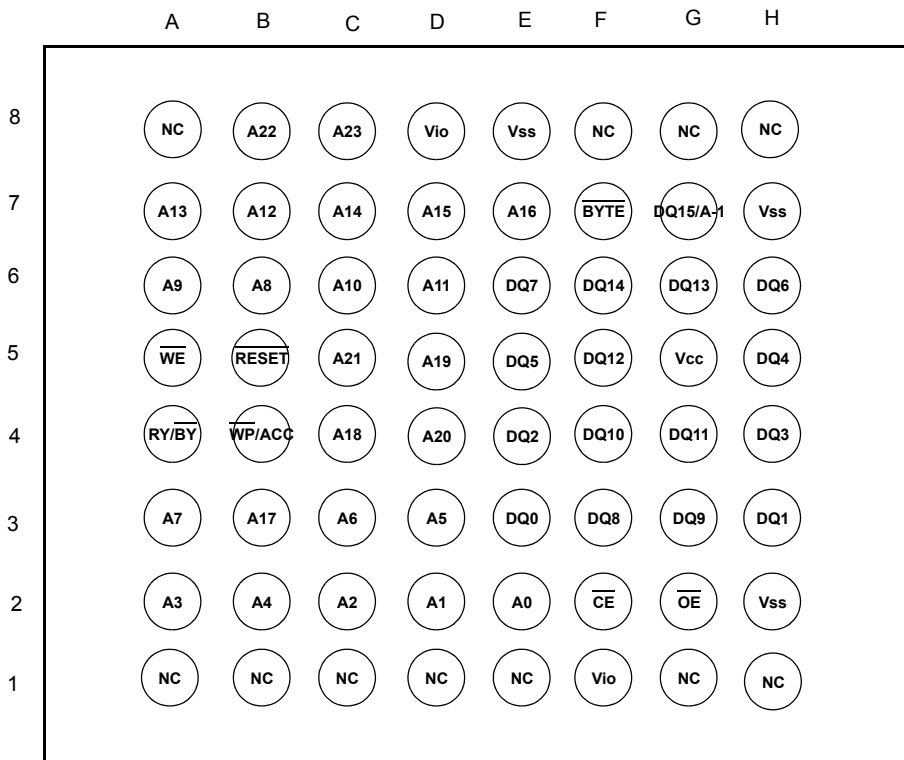 A B C D E F G H
8 NC A22 A23 Vio Vss NC NC NC
7 A13 A12 A14 A15 A16 BYTE DQ15/A-1 Vss
6 A9 A8 A10 A11 DQ7 DQ14 DQ13 DQ6
5 WE RESET A21 A19 DQ5 DQ12 Vcc DQ4
4 RY/BY WP/ACC A18 A20 DQ2 DQ10 DQ11 DQ3
3 A7 A17 A6 A5 DQ0 DQ8 DQ9 DQ1
2 A3 A4 A2 A1 A0 CE OE Vss
1 NC NC NC NC NC Vio NC NC